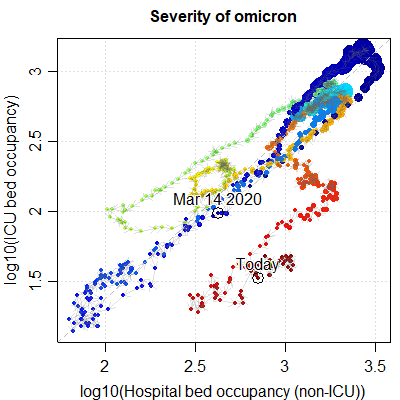 Severity of omicron
log10(ICU bed occupancy)
3
2.5
2
1.5
Mar 14 2020
Today
2
2.5
3
3.5
log10(Hospital bed occupancy (non-ICU))